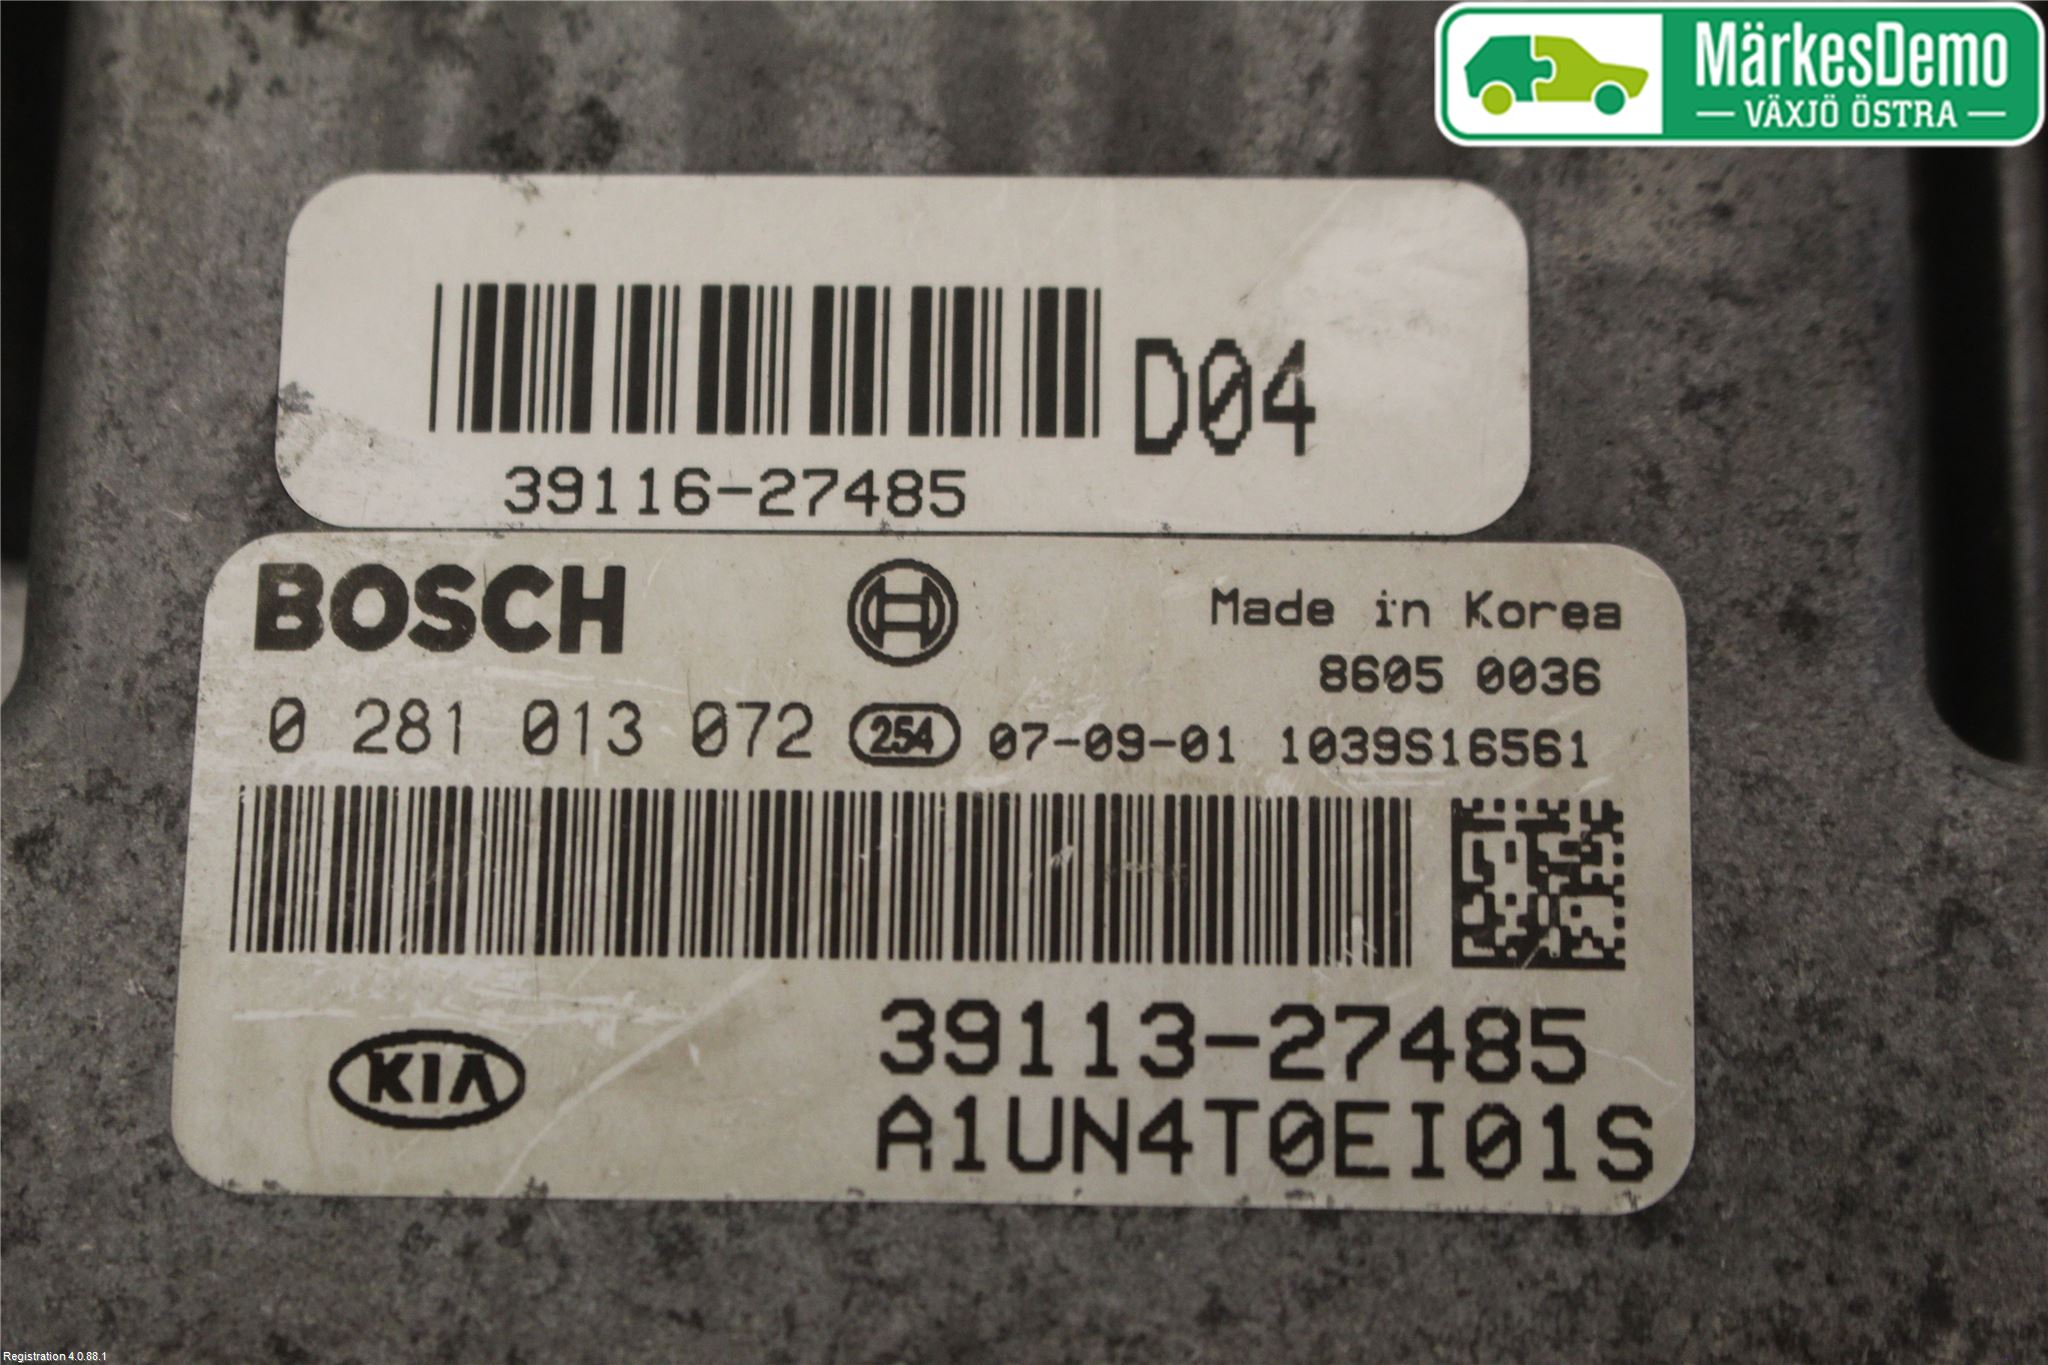 MärkesDemo
VÄXJÖ ÖSTRA
D04
39116-27485
BOSCH
Made in Korea
8605 0036
0 281 013 072 254 07-09-01 1039S16561
39113-27485
KIA
A1UN4T0EI01S
Registration 4.0.88.1